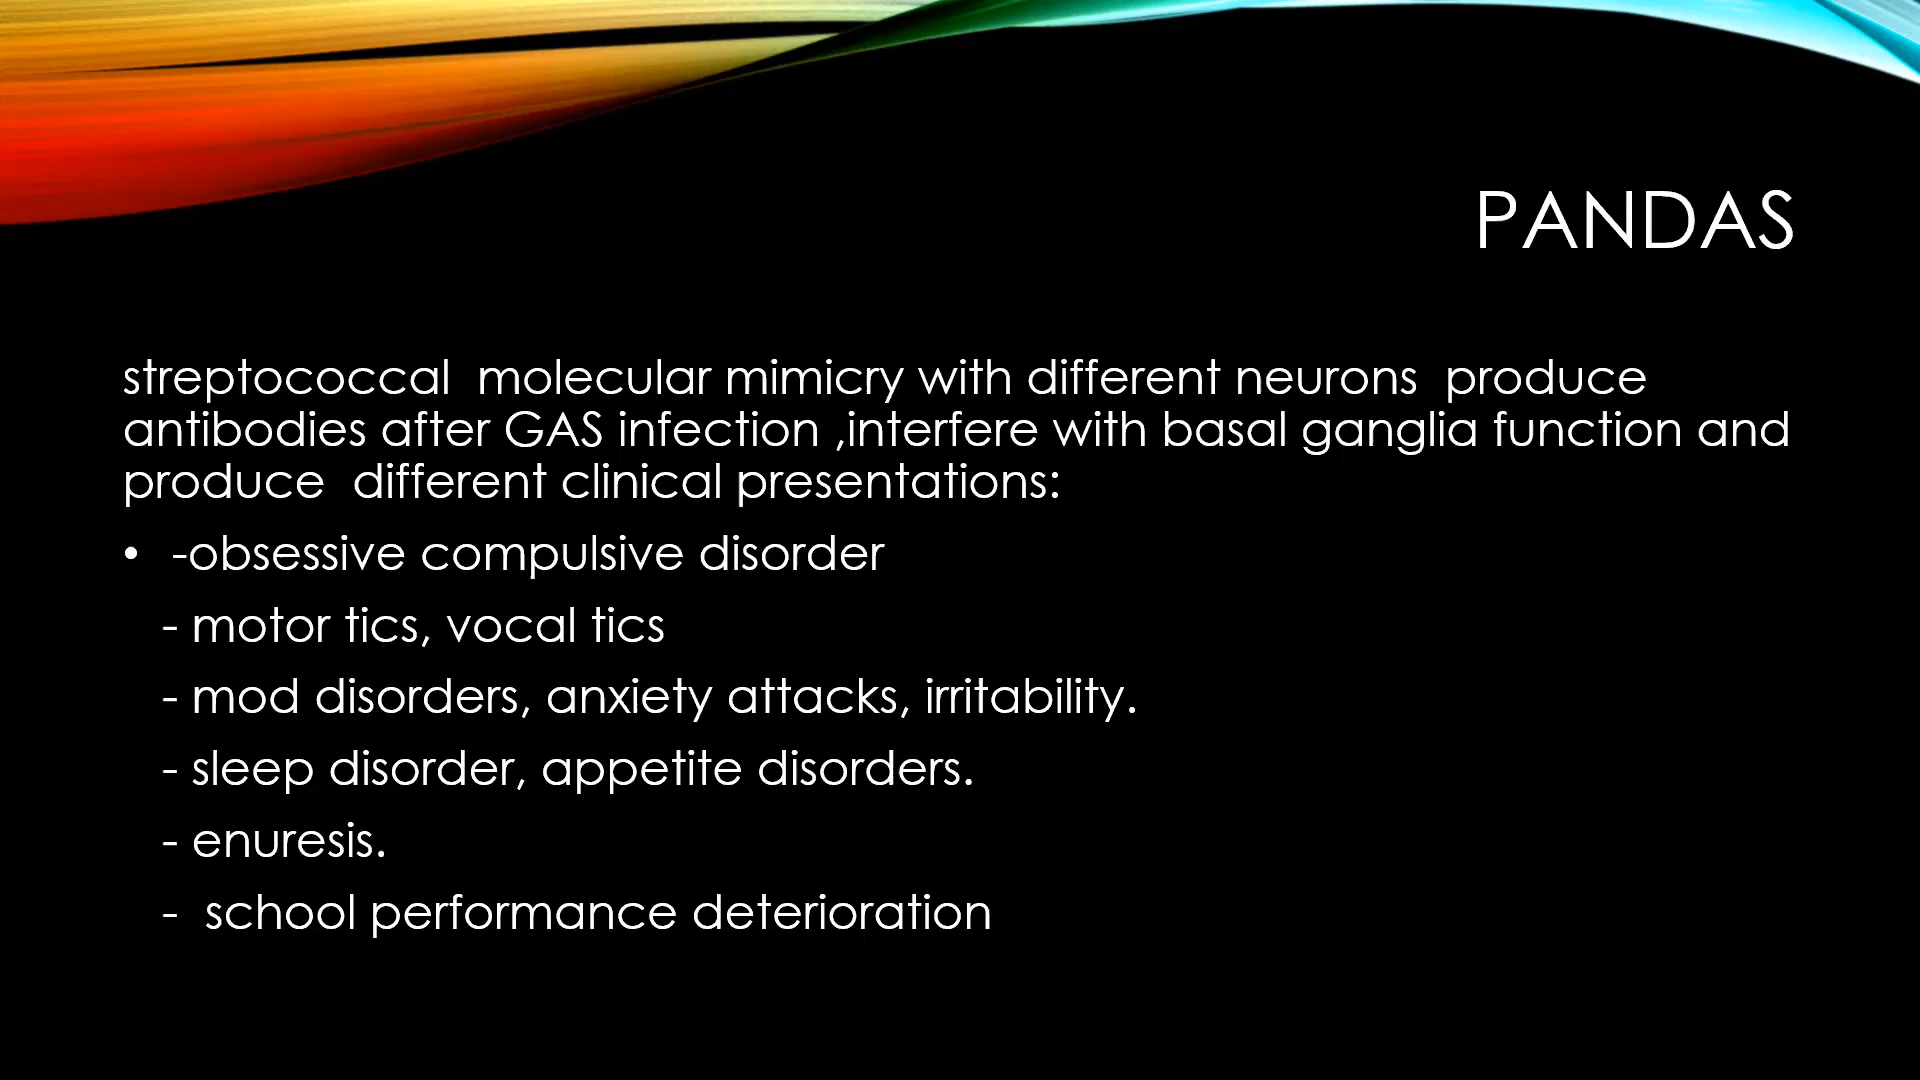 PANDAS
streptococcal  molecular mimicry with different neurons  produce
antibodies after GAS infection ,interfere with basal ganglia function and
produce  different clinical presentations:
• -obsessive compulsive disorder
- motor tics, vocal tics
- mod disorders, anxiety attacks, irritability.
- sleep disorder, appetite disorders.
- enuresis.
-  school performance deterioration